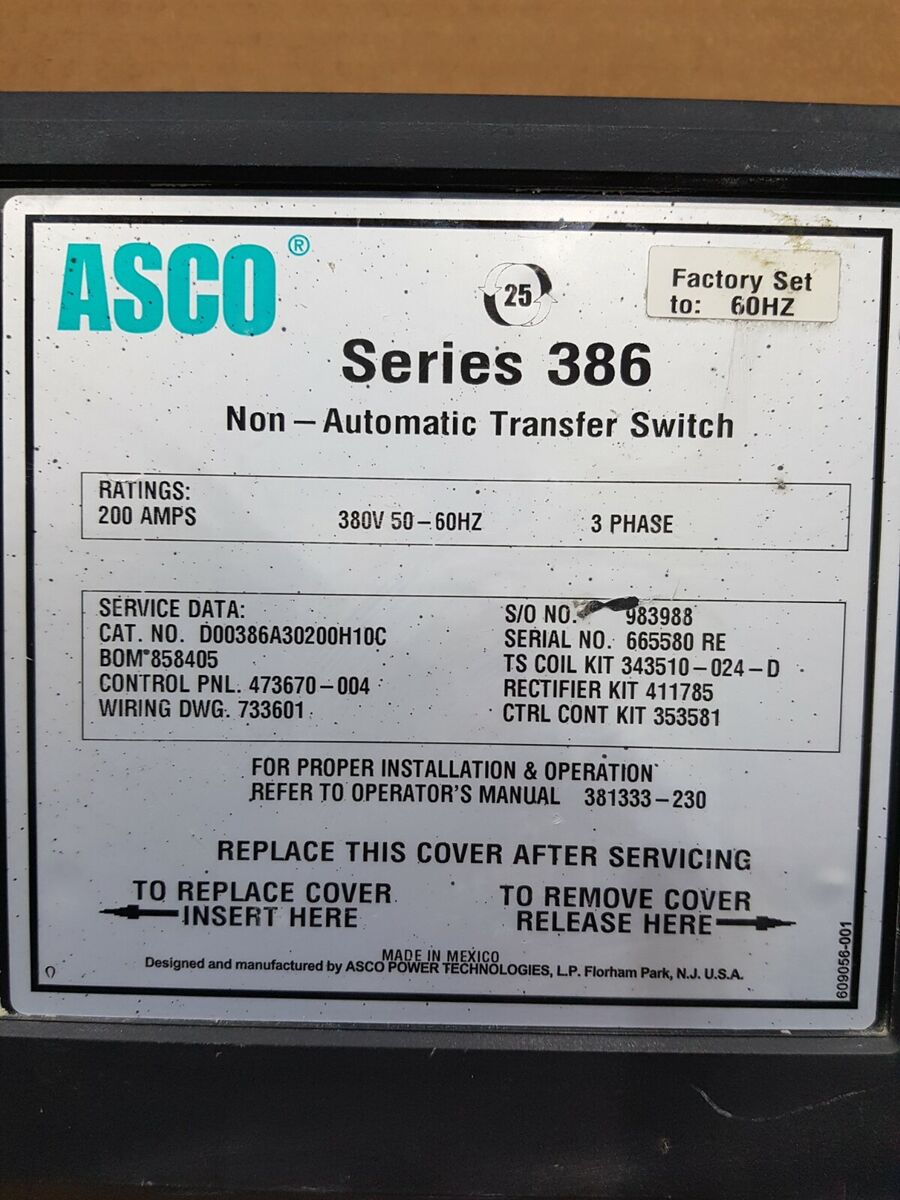 ASCO®
25
Factory Set
to: 60HZ
Series 386
Non–Automatic Transfer Switch
RATINGS:
200 AMPS 380V 50–60HZ 3 PHASE
SERVICE DATA:
CAT. NO. D00386A30200H10C
BOM 858405
CONTROL PNL. 473670–004
WIRING DWG. 733601
S/O NO. 983988
SERIAL NO. 665580 RE
TS COIL KIT 343510–024–D
RECTIFIER KIT 411785
CTRL CONT KIT 353581
FOR PROPER INSTALLATION & OPERATION
REFER TO OPERATOR'S MANUAL 381333–230
REPLACE THIS COVER AFTER SERVICING
TO REPLACE COVER
INSERT HERE
TO REMOVE COVER
RELEASE HERE
MADE IN MEXICO
Designed and manufactured by ASCO POWER TECHNOLOGIES, L.P. Florham Park, N.J. U.S.A.
609056-001